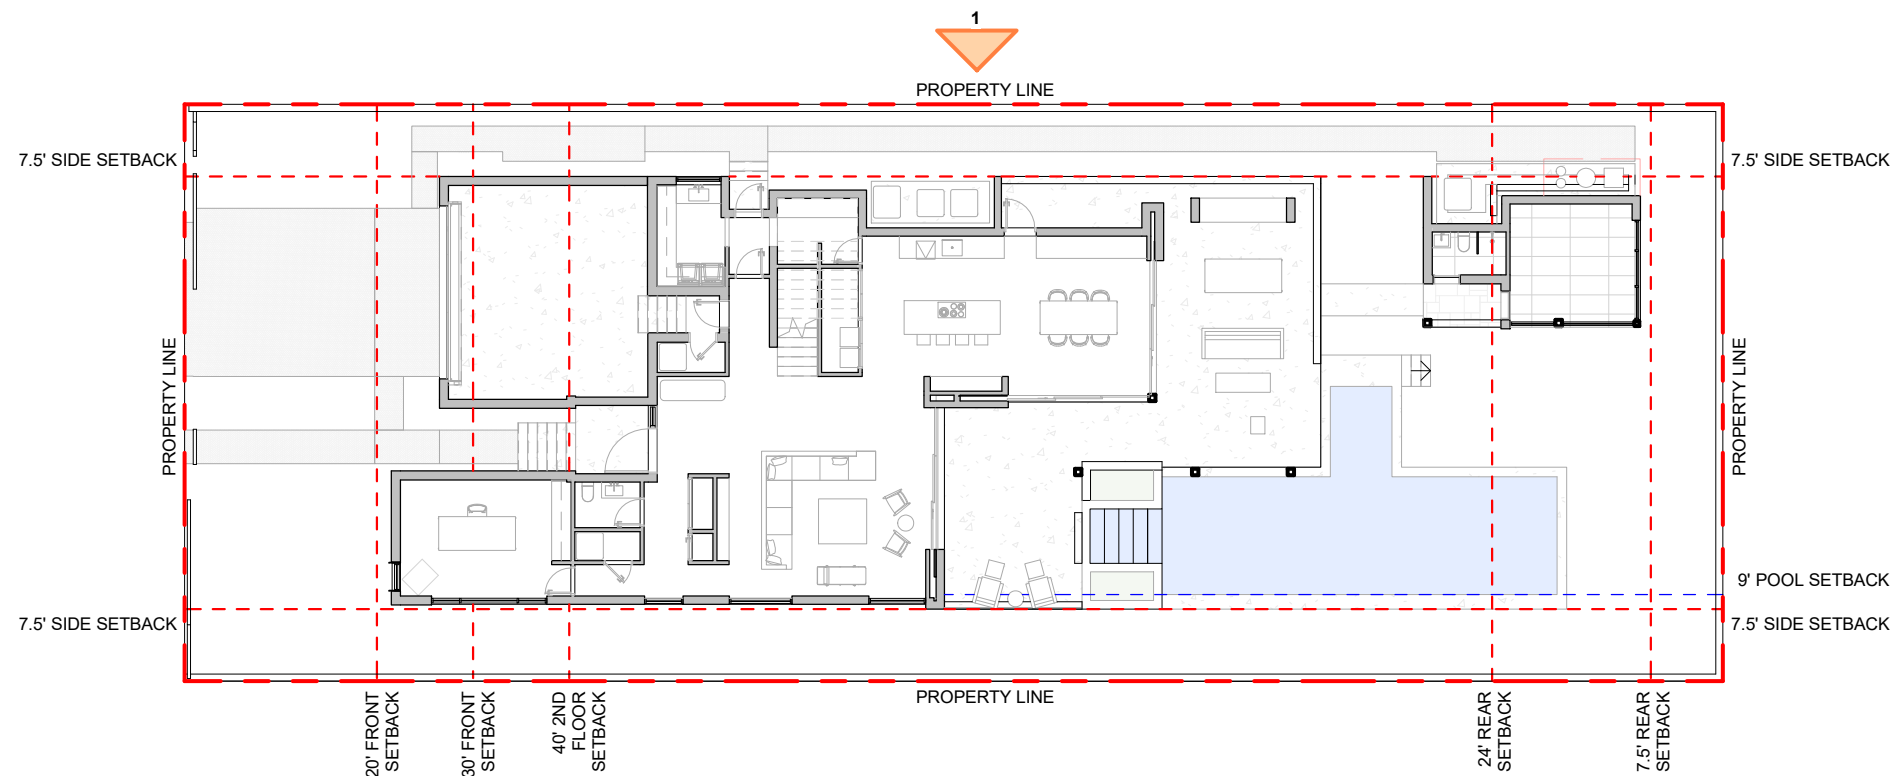 1
PROPERTY LINE
7.5' SIDE SETBACK
7.5' SIDE SETBACK
PROPERTY LINE
PROPERTY LINE
9' POOL SETBACK
7.5' SIDE SETBACK
7.5' SIDE SETBACK
PROPERTY LINE
20' FRONT
SETBACK
30' FRONT
SETBACK
40' 2ND
FLOOR
SETBACK
24' REAR
SETBACK
7.5' REAR
SETBACK